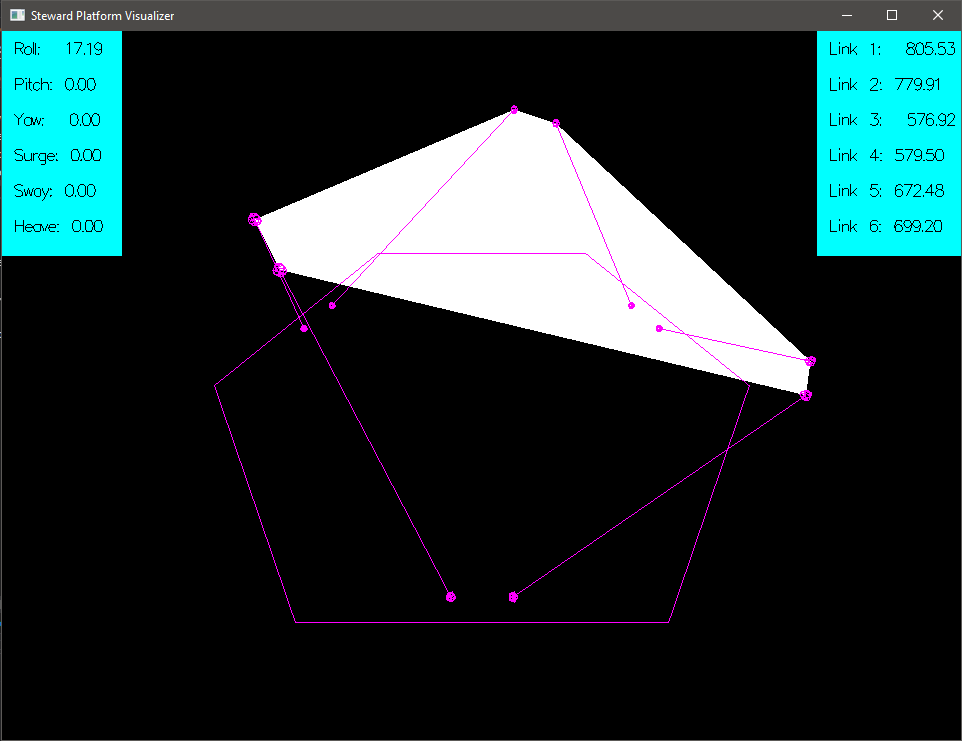 Steward Platform Visualizer
Roll: 17.19
Pitch: 0.00
Yaw: 0.00
Surge: 0.00
Sway: 0.00
Heave: 0.00
Link 1: 805.53
Link 2: 779.91
Link 3: 576.92
Link 4: 579.50
Link 5: 672.48
Link 6: 699.20